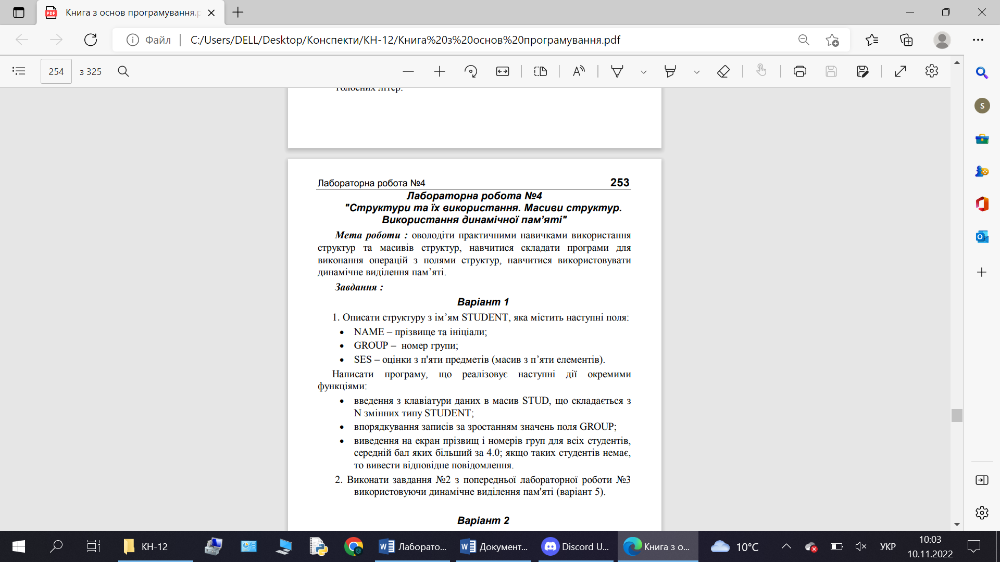 Книга з основ програмування.p
Файл
C:/Users/DELL/Desktop/Конспекти/КН-12/Книга%20з%20основ%20програмування.pdf
254
з 325
голосних літер.
Лабораторна робота №4
253
Лабораторна робота №4
"Структури та їх використання. Масиви структур.
Використання динамічної пам’яті"
Мета роботи : оволодіти практичними навичками використання
структур та масивів структур, навчитися складати програми для
виконання операцій з полями структур, навчитися використовувати
динамічне виділення пам’яті.
Завдання :
Варіант 1
1. Описати структуру з ім’ям STUDENT, яка містить наступні поля:
• NAME – прізвище та ініціали;
• GROUP – номер групи;
• SES – оцінки з п'яти предметів (масив з п’яти елементів).
Написати програму, що реалізовує наступні дії окремими
функціями:
• введення з клавіатури даних в масив STUD, що складається з
N змінних типу STUDENT;
• впорядкування записів за зростанням значень поля GROUP;
• виведення на екран прізвищ і номерів груп для всіх студентів,
середній бал яких більший за 4.0; якщо таких студентів немає,
то вивести відповідне повідомлення.
2. Виконати завдання №2 з попередньої лабораторної роботи №3
використовуючи динамічне виділення пам'яті (варіант 5).
Варіант 2
S
КН-12
Лаборато...
Документ...
Discord U...
Книга з о...
10°C
УКР
10:03
10.11.2022